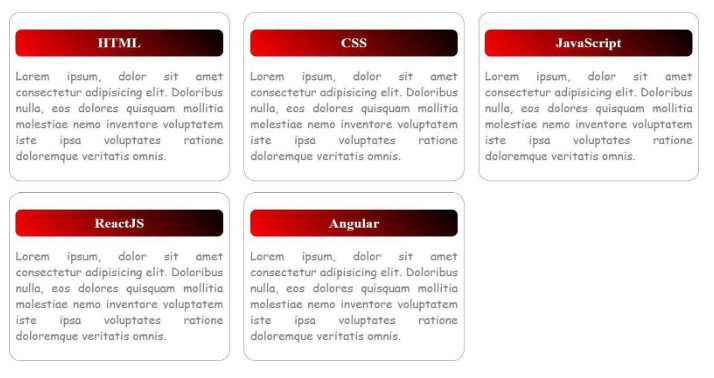 HTML
Lorem ipsum, dolor sit amet
consectetur adipisicing elit. Doloribus
nulla, eos dolores quisquam mollitia
molestiae nemo inventore voluptatem
iste ipsa voluptates ratione
doloremque veritatis omnis.
CSS
Lorem ipsum, dolor sit amet
consectetur adipisicing elit. Doloribus
nulla, eos dolores quisquam mollitia
molestiae nemo inventore voluptatem
iste ipsa voluptates ratione
doloremque veritatis omnis.
JavaScript
Lorem ipsum, dolor sit amet
consectetur adipisicing elit. Doloribus
nulla, eos dolores quisquam mollitia
molestiae nemo inventore voluptatem
iste ipsa voluptates ratione
doloremque veritatis omnis.
ReactJS
Lorem ipsum, dolor sit amet
consectetur adipisicing elit. Doloribus
nulla, eos dolores quisquam mollitia
molestiae nemo inventore voluptatem
iste ipsa voluptates ratione
doloremque veritatis omnis.
Angular
Lorem ipsum, dolor sit amet
consectetur adipisicing elit. Doloribus
nulla, eos dolores quisquam mollitia
molestiae nemo inventore voluptatem
iste ipsa voluptates ratione
doloremque veritatis omnis.